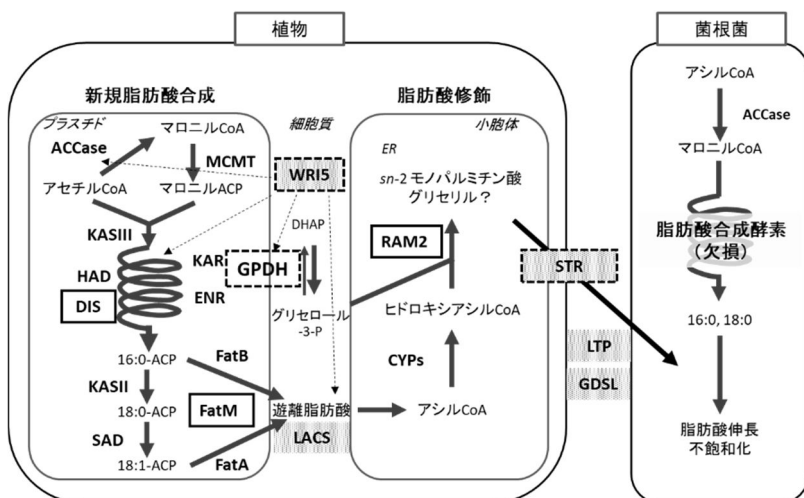 植物
菌根菌
新規脂肪酸合成
脂肪酸修飾
プラスチド
細胞質
小胞体
マロニルCoA
ACCase
MCMT
アセチルCoA
マロニルACP
KASIII
HAD
KAR
DIS
ENR
16:0-ACP
FatB
KASII
18:0-ACP
FatM
SAD
18:1-ACP
FatA
WRI5
DHAP
GPDH
グリセロール
-3-P
遊離脂肪酸
LACS
ER
sn-2 モノパルミチン酸
グリセリル?
RAM2
ヒドロキシアシルCoA
CYPs
アシルCoA
STR
LTP
GDSL
アシルCoA
ACCase
マロニルCoA
脂肪酸合成酵素
(欠損)
16:0, 18:0
脂肪酸伸長
不飽和化